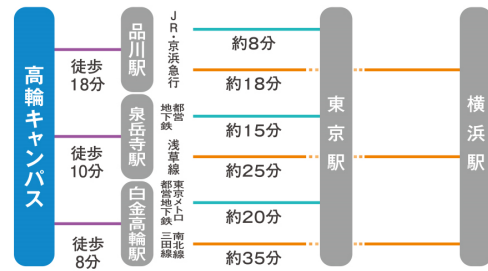 高輪キャンパス
徒歩
18分
品川駅
JR・京浜急行
約8分
約18分
徒歩
10分
泉岳寺駅
都営
地下鉄
浅草線
約15分
約25分
徒歩
8分
白金高輪駅
東京メトロ
都営地下鉄
南北線
三田線
約20分
約35分
東京駅
横浜駅